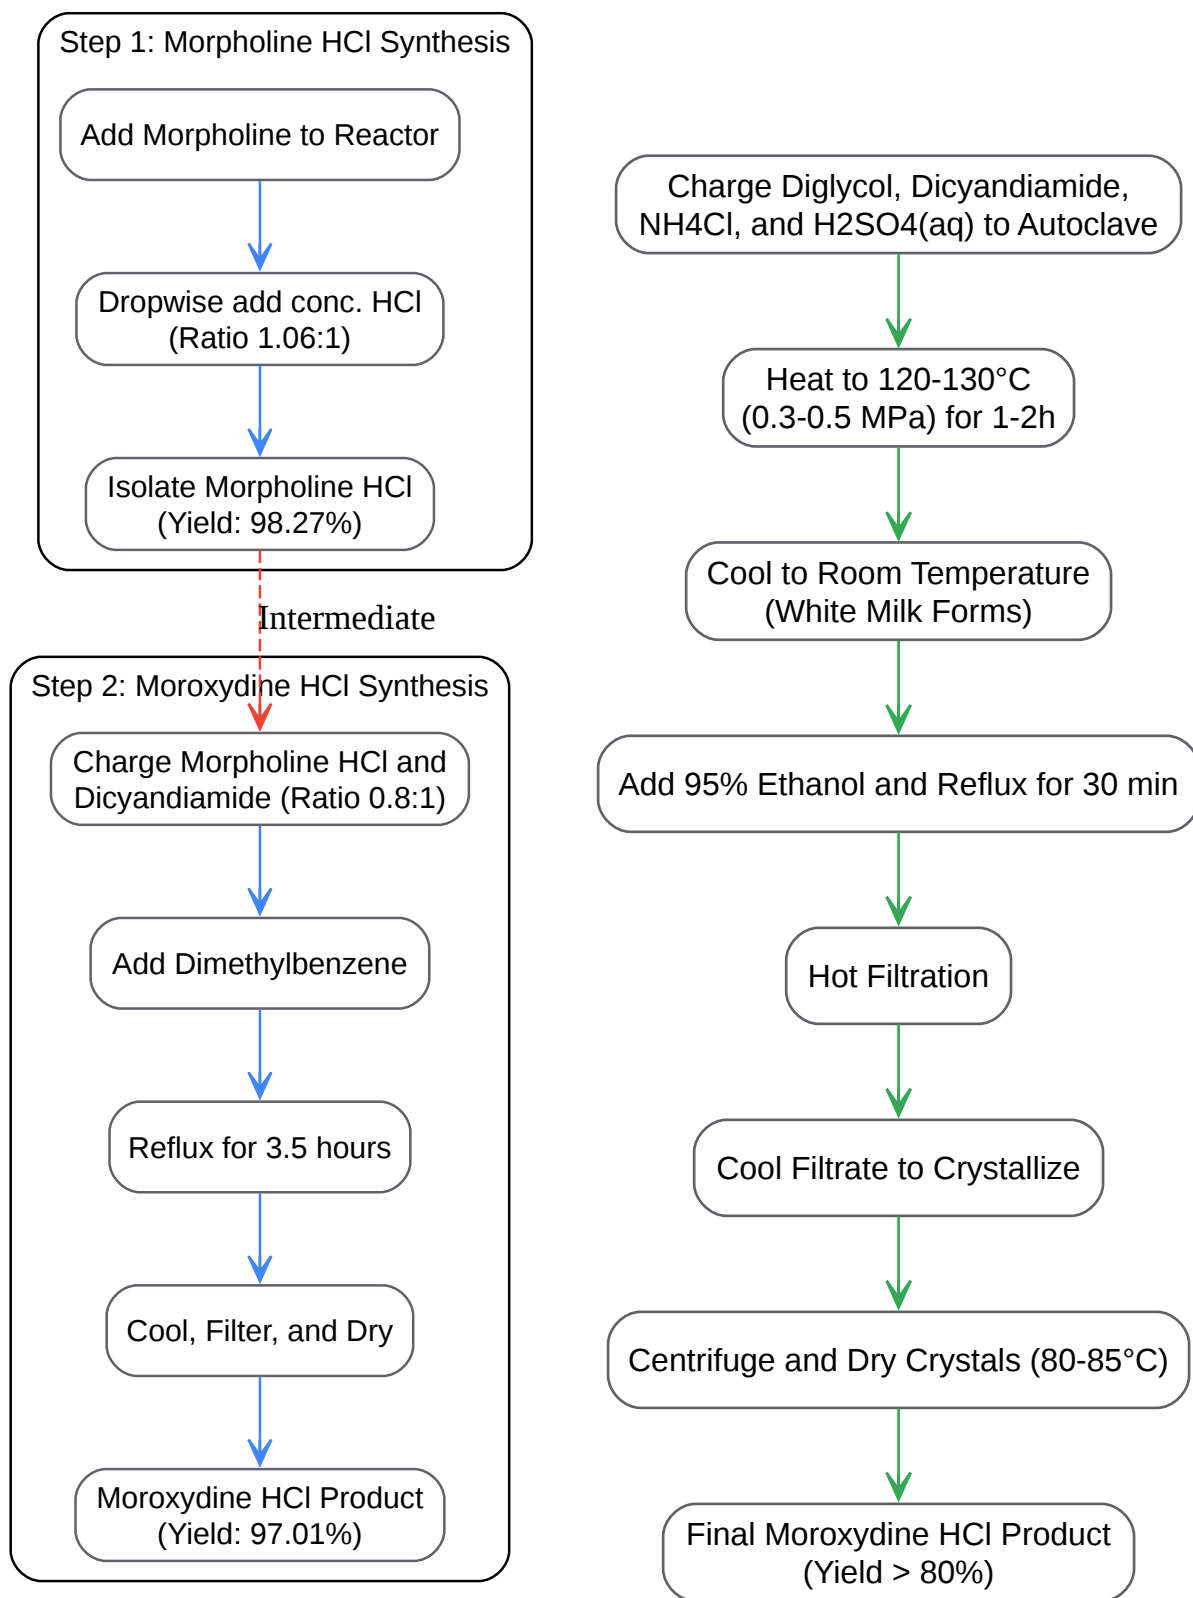 Step 1: Morpholine HCl Synthesis
Add Morpholine to Reactor
Dropwise add conc. HCl
(Ratio 1.06:1)
Isolate Morpholine HCl
(Yield: 98.27%)
Intermediate
Step 2: Moroxydine HCl Synthesis
Charge Morpholine HCl and
Dicyandiamide (Ratio 0.8:1)
Add Dimethylbenzene
Reflux for 3.5 hours
Cool, Filter, and Dry
Moroxydine HCl Product
(Yield: 97.01%)
Charge Diglycol, Dicyandiamide,
NH4Cl, and H2SO4(aq) to Autoclave
Heat to 120-130°C
(0.3-0.5 MPa) for 1-2h
Cool to Room Temperature
(White Milk Forms)
Add 95% Ethanol and Reflux for 30 min
Hot Filtration
Cool Filtrate to Crystallize
Centrifuge and Dry Crystals (80-85°C)
Final Moroxydine HCl Product
(Yield > 80%)